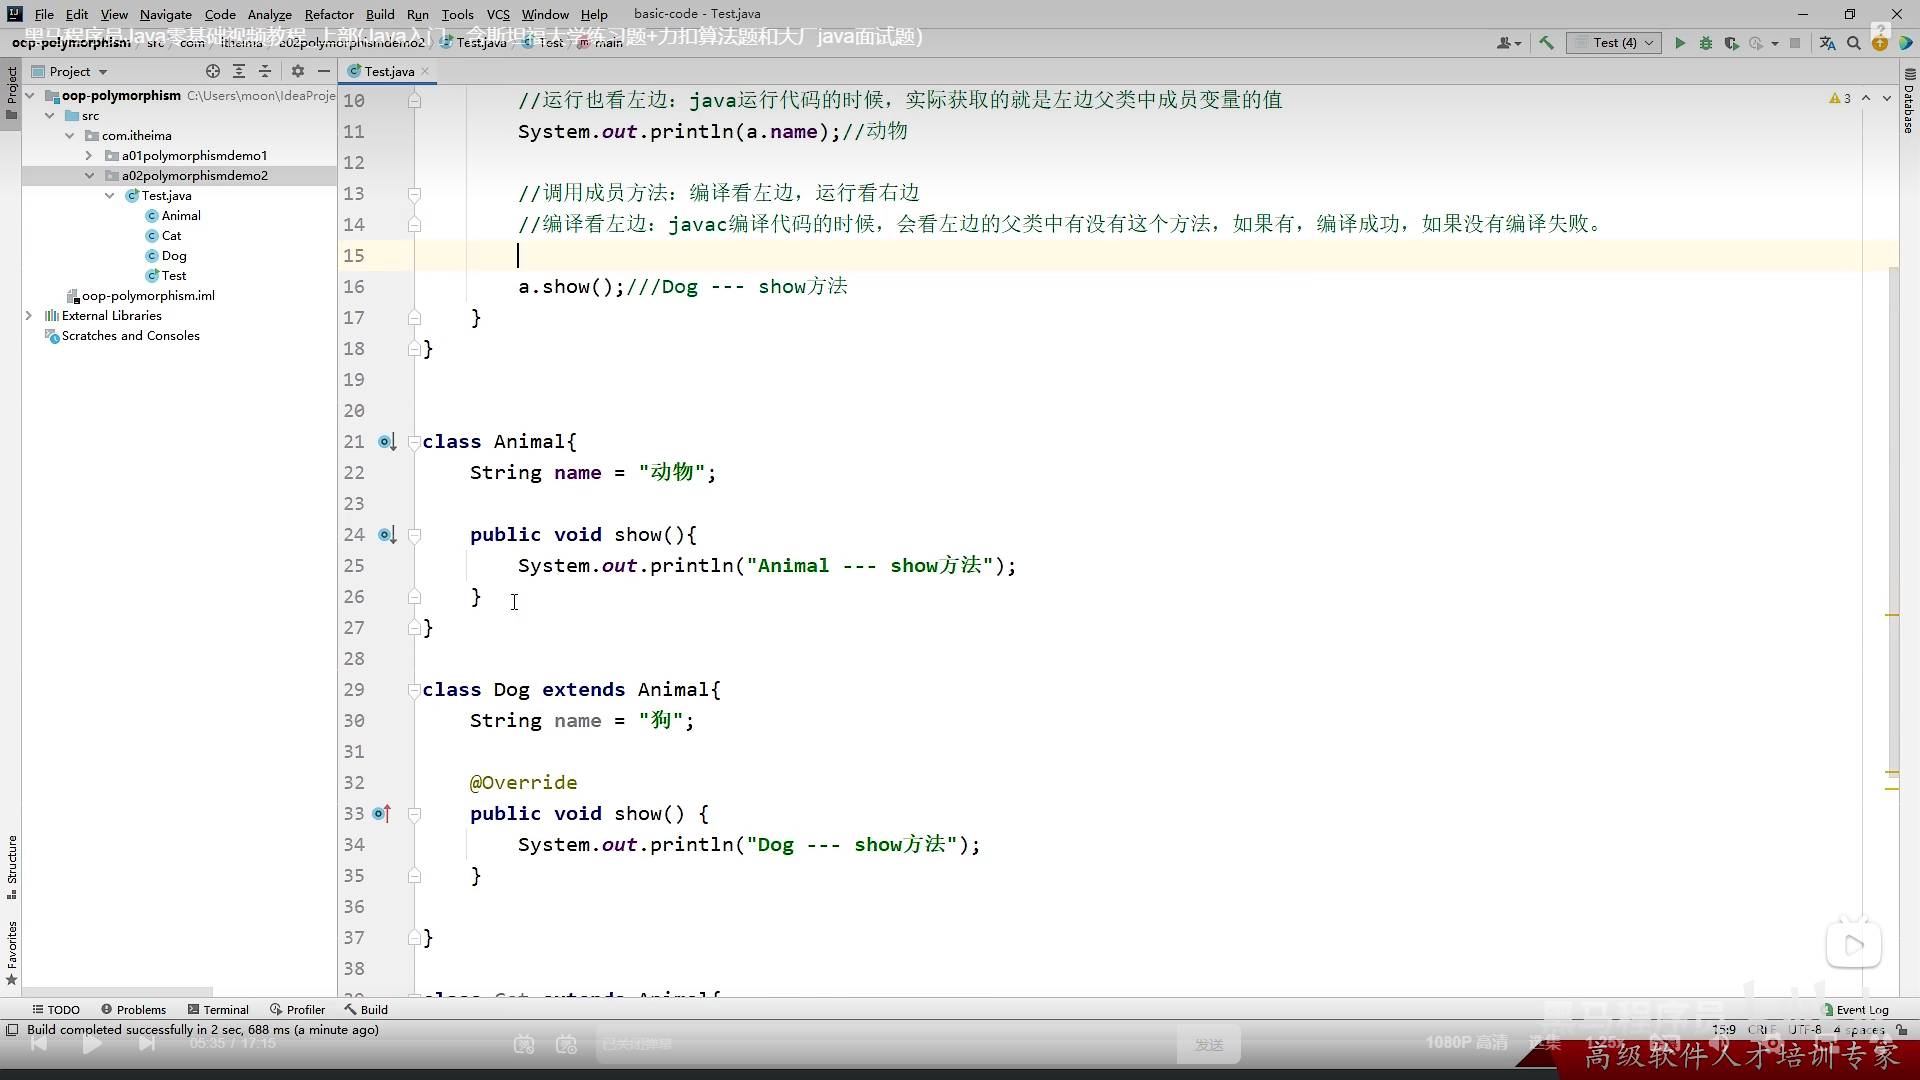 File Edit View Navigate Code Analyze Refactor Build Run Tools VCS Window Help basic-code - Test.java
黑马程序员Java零基础视频教程_上部(Java入门，含斯坦福大学练习题+力扣算法题和大厂java面试题)
oop-polymorphism src com itheima a02polymorphismdemo2 Test.java Test main
Test (4)
Project
Test.java
Project
Database
oop-polymorphism C:\Users\moon\IdeaProje
src
com.itheima
a01polymorphismdemo1
a02polymorphismdemo2
Test.java
Animal
Cat
Dog
Test
oop-polymorphism.iml
External Libraries
Scratches and Consoles
3
10 //运行也看左边：java运行代码的时候，实际获取的就是左边父类中成员变量的值
11 System.out.println(a.name);//动物
12
13 //调用成员方法：编译看左边，运行看右边
14 //编译看左边：javac编译代码的时候，会看左边的父类中有没有这个方法，如果有，编译成功，如果没有编译失败。
15
16 a.show();///Dog --- show方法
17 }
18 }
19
20
21 class Animal{
22 String name = "动物";
23
24 public void show(){
25 System.out.println("Animal --- show方法");
26 }
27 }
28
29 class Dog extends Animal{
30 String name = "狗";
31
32 @Override
33 public void show() {
34 System.out.println("Dog --- show方法");
35 }
36
37 }
38
39 class Cat extends Animal{
Structure
Favorites
TODO Problems Terminal Profiler Build Event Log
Build completed successfully in 2 sec, 688 ms (a minute ago) 15:9 CRLF UTF-8 4 spaces
05:35 / 17:15 已关闭弹幕 发送 1080P 高清 选集 1.25x
黑马程序员
高级软件人才培训专家